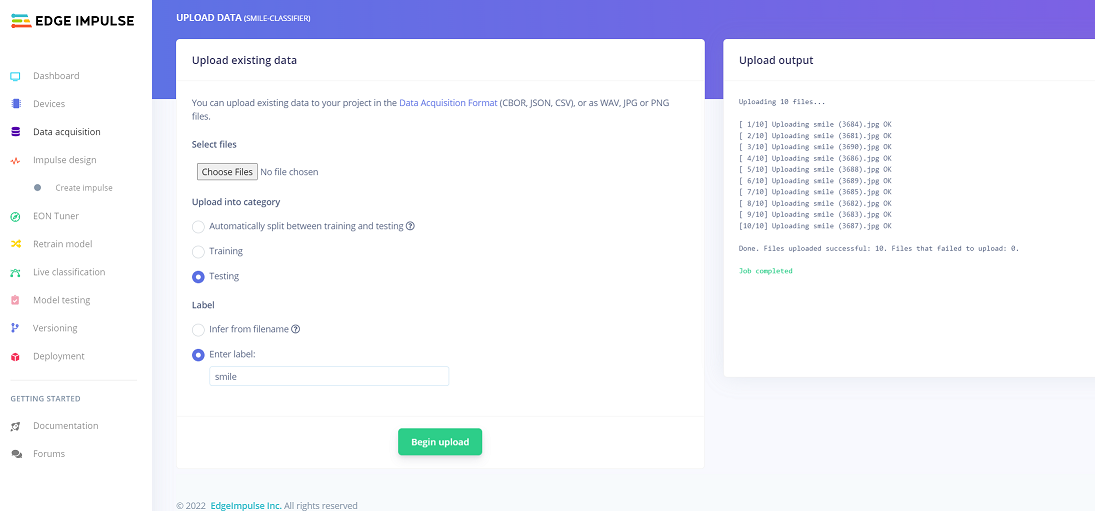 EDGE IMPULSE
Dashboard
Devices
Data acquisition
Impulse design
Create impulse
EON Tuner
Retrain model
Live classification
Model testing
Versioning
Deployment
GETTING STARTED
Documentation
Forums
UPLOAD DATA (SMILE-CLASSIFIER)
Upload existing data
You can upload existing data to your project in the Data Acquisition Format (CBOR, JSON, CSV), or as WAV, JPG or PNG
files.
Select files
Choose Files No file chosen
Upload into category
Automatically split between training and testing ?
Training
Testing
Label
Infer from filename ?
Enter label:
smile
Begin upload
Upload output
Uploading 10 files...
[ 1/10] Uploading smile (3684).jpg OK
[ 2/10] Uploading smile (3681).jpg OK
[ 3/10] Uploading smile (3690).jpg OK
[ 4/10] Uploading smile (3686).jpg OK
[ 5/10] Uploading smile (3688).jpg OK
[ 6/10] Uploading smile (3689).jpg OK
[ 7/10] Uploading smile (3685).jpg OK
[ 8/10] Uploading smile (3682).jpg OK
[ 9/10] Uploading smile (3683).jpg OK
[10/10] Uploading smile (3687).jpg OK
Done. Files uploaded successful: 10. Files that failed to upload: 0.
Job completed
© 2022 EdgeImpulse Inc. All rights reserved